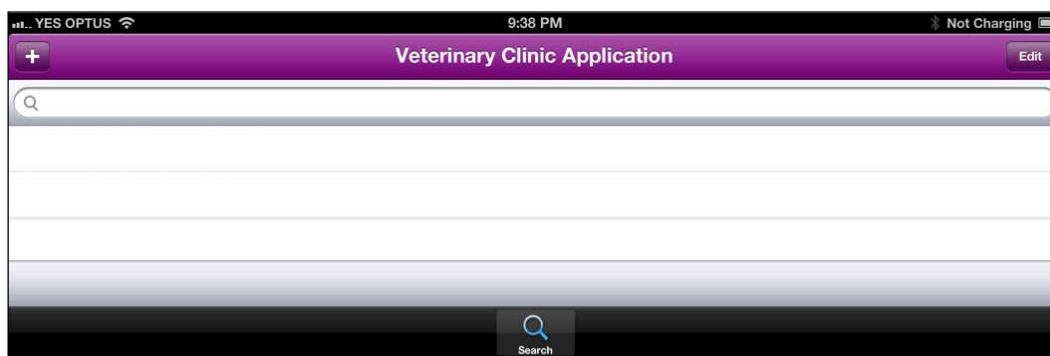 YES OPTUS 9:38 PM Not Charging
+ Veterinary Clinic Application Edit
Search